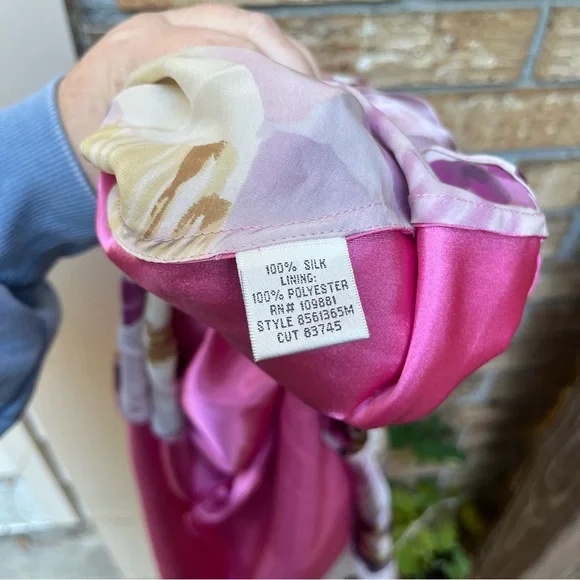 100% SILK
LINING:
100% POLYESTER
RN# 109881
STYLE 8561365M
CUT 83745